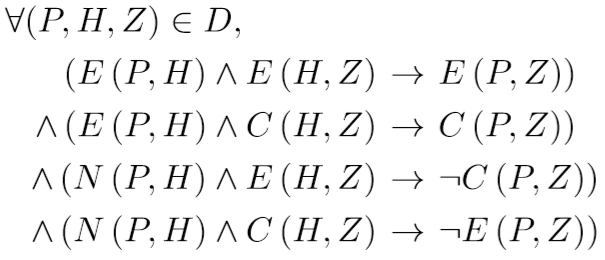 ∀(P, H, Z) ∈ D,
(E (P, H) ∧ E (H, Z) → E (P, Z))
∧ (E (P, H) ∧ C (H, Z) → C (P, Z))
∧ (N (P, H) ∧ E (H, Z) → ¬C (P, Z))
∧ (N (P, H) ∧ C (H, Z) → ¬E (P, Z))